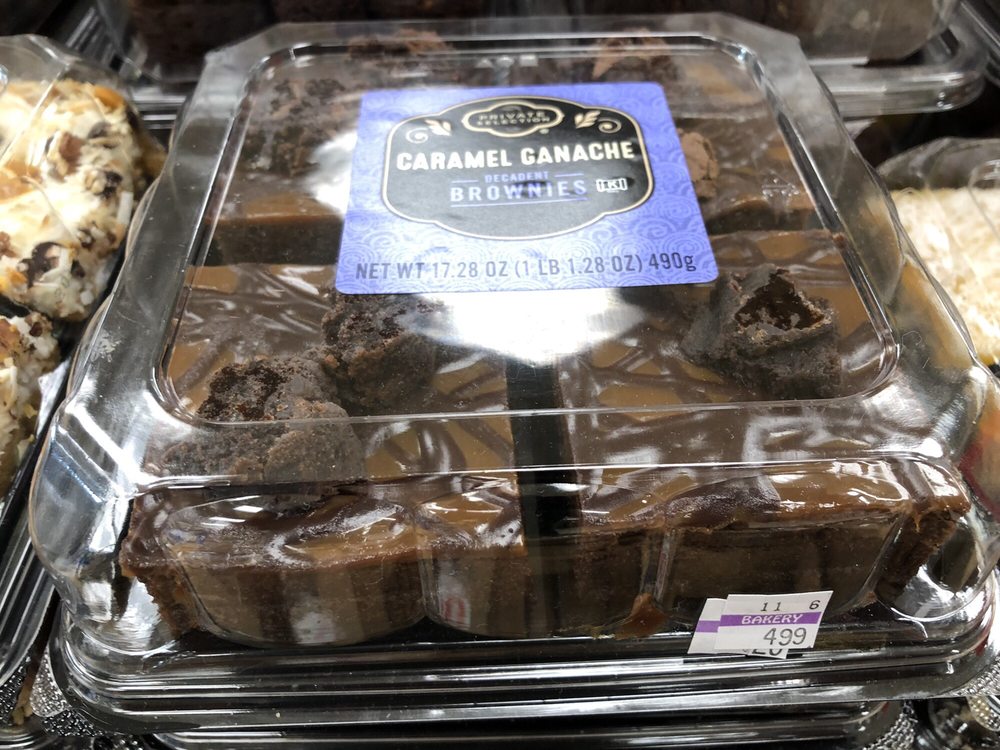 PRIVATE
SELECTION
CARAMEL GANACHE
DECADENT
BROWNIES
NET WT 17.28 OZ (1 LB 1.28 OZ) 490g
11 6
BAKERY
499